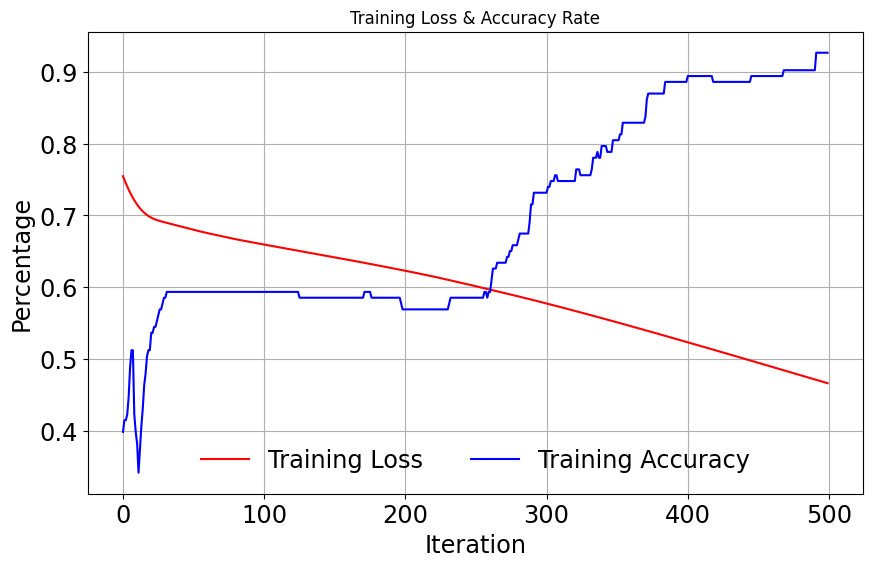 Training Loss & Accuracy Rate
0.9
0.8
0.7
0.6
0.5
0.4
Percentage
Training Loss
Training Accuracy
0 100 200 300 400 500
Iteration